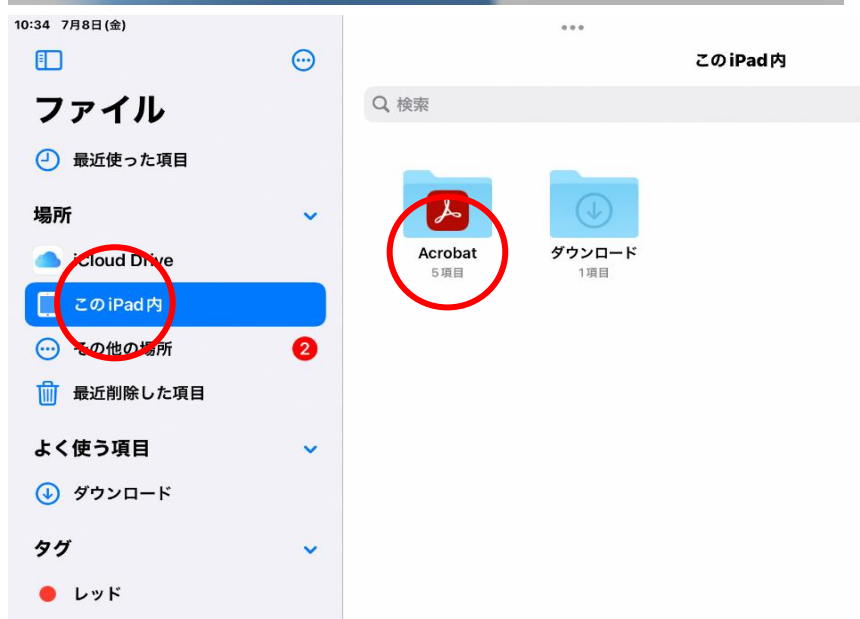 10:34 7月8日(金)
ファイル
最近使った項目
場所
iCloud Drive
このiPad内
その他の場所
2
最近削除した項目
よく使う項目
ダウンロード
タグ
レッド
このiPad内
検索
Acrobat
5項目
ダウンロード
1項目